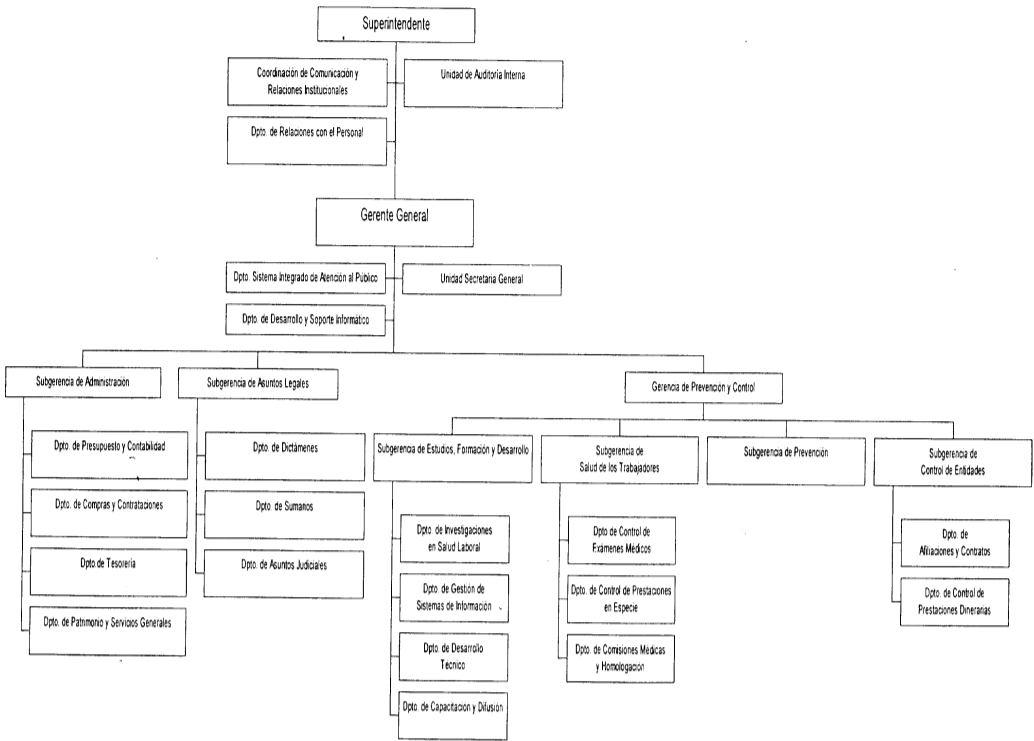 Superintendente
Coordinación de Comunicación y
Relaciones Institucionales
Unidad de Auditoría Interna
Dpto. de Relaciones con el Personal
Gerente General
Dpto. Sistema Integrado de Atención al Público
Unidad Secretaría General
Dpto. de Desarrollo y Soporte Informático
Subgerencia de Administración
Subgerencia de Asuntos Legales
Gerencia de Prevención y Control
Dpto. de Presupuesto y Contabilidad
Dpto. de Compras y Contrataciones
Dpto.de Tesorería
Dpto. de Patrimonio y Servicios Generales
Dpto. de Dictámenes
Dpto. de Sumarios
Dpto. de Asuntos Judiciales
Subgerencia de Estudios, Formación y Desarrollo
Dpto. de Investigaciones
en Salud Laboral
Dpto. de Gestión de
Sistemas de Información
Dpto. de Desarrollo
Técnico
Dpto. de Capacitación y Difusión
Subgerencia de
Salud de los Trabajadores
Dpto de Control de
Exámenes Médicos
Dpto. de Control de Prestaciones
en Especie
Dpto. de Comisiones Médicas
y Homologación
Subgerencia de Prevención
Subgerencia de
Control de Entidades
Dpto. de
Afiliaciones y Contratos
Dpto. de Control de
Prestaciones Dinerarias